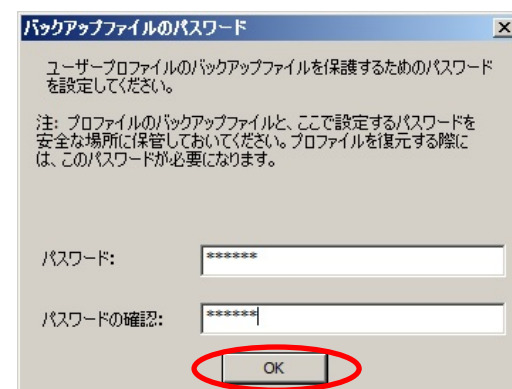 バックアップファイルのパスワード
ユーザープロファイルのバックアップファイルを保護するためのパスワード
を設定してください。
注: プロファイルのバックアップファイルと、ここで設定するパスワードを
安全な場所に保管しておいてください。プロファイルを復元する際に
は、このパスワードが必要になります。
パスワード: ******
パスワードの確認: ******
OK